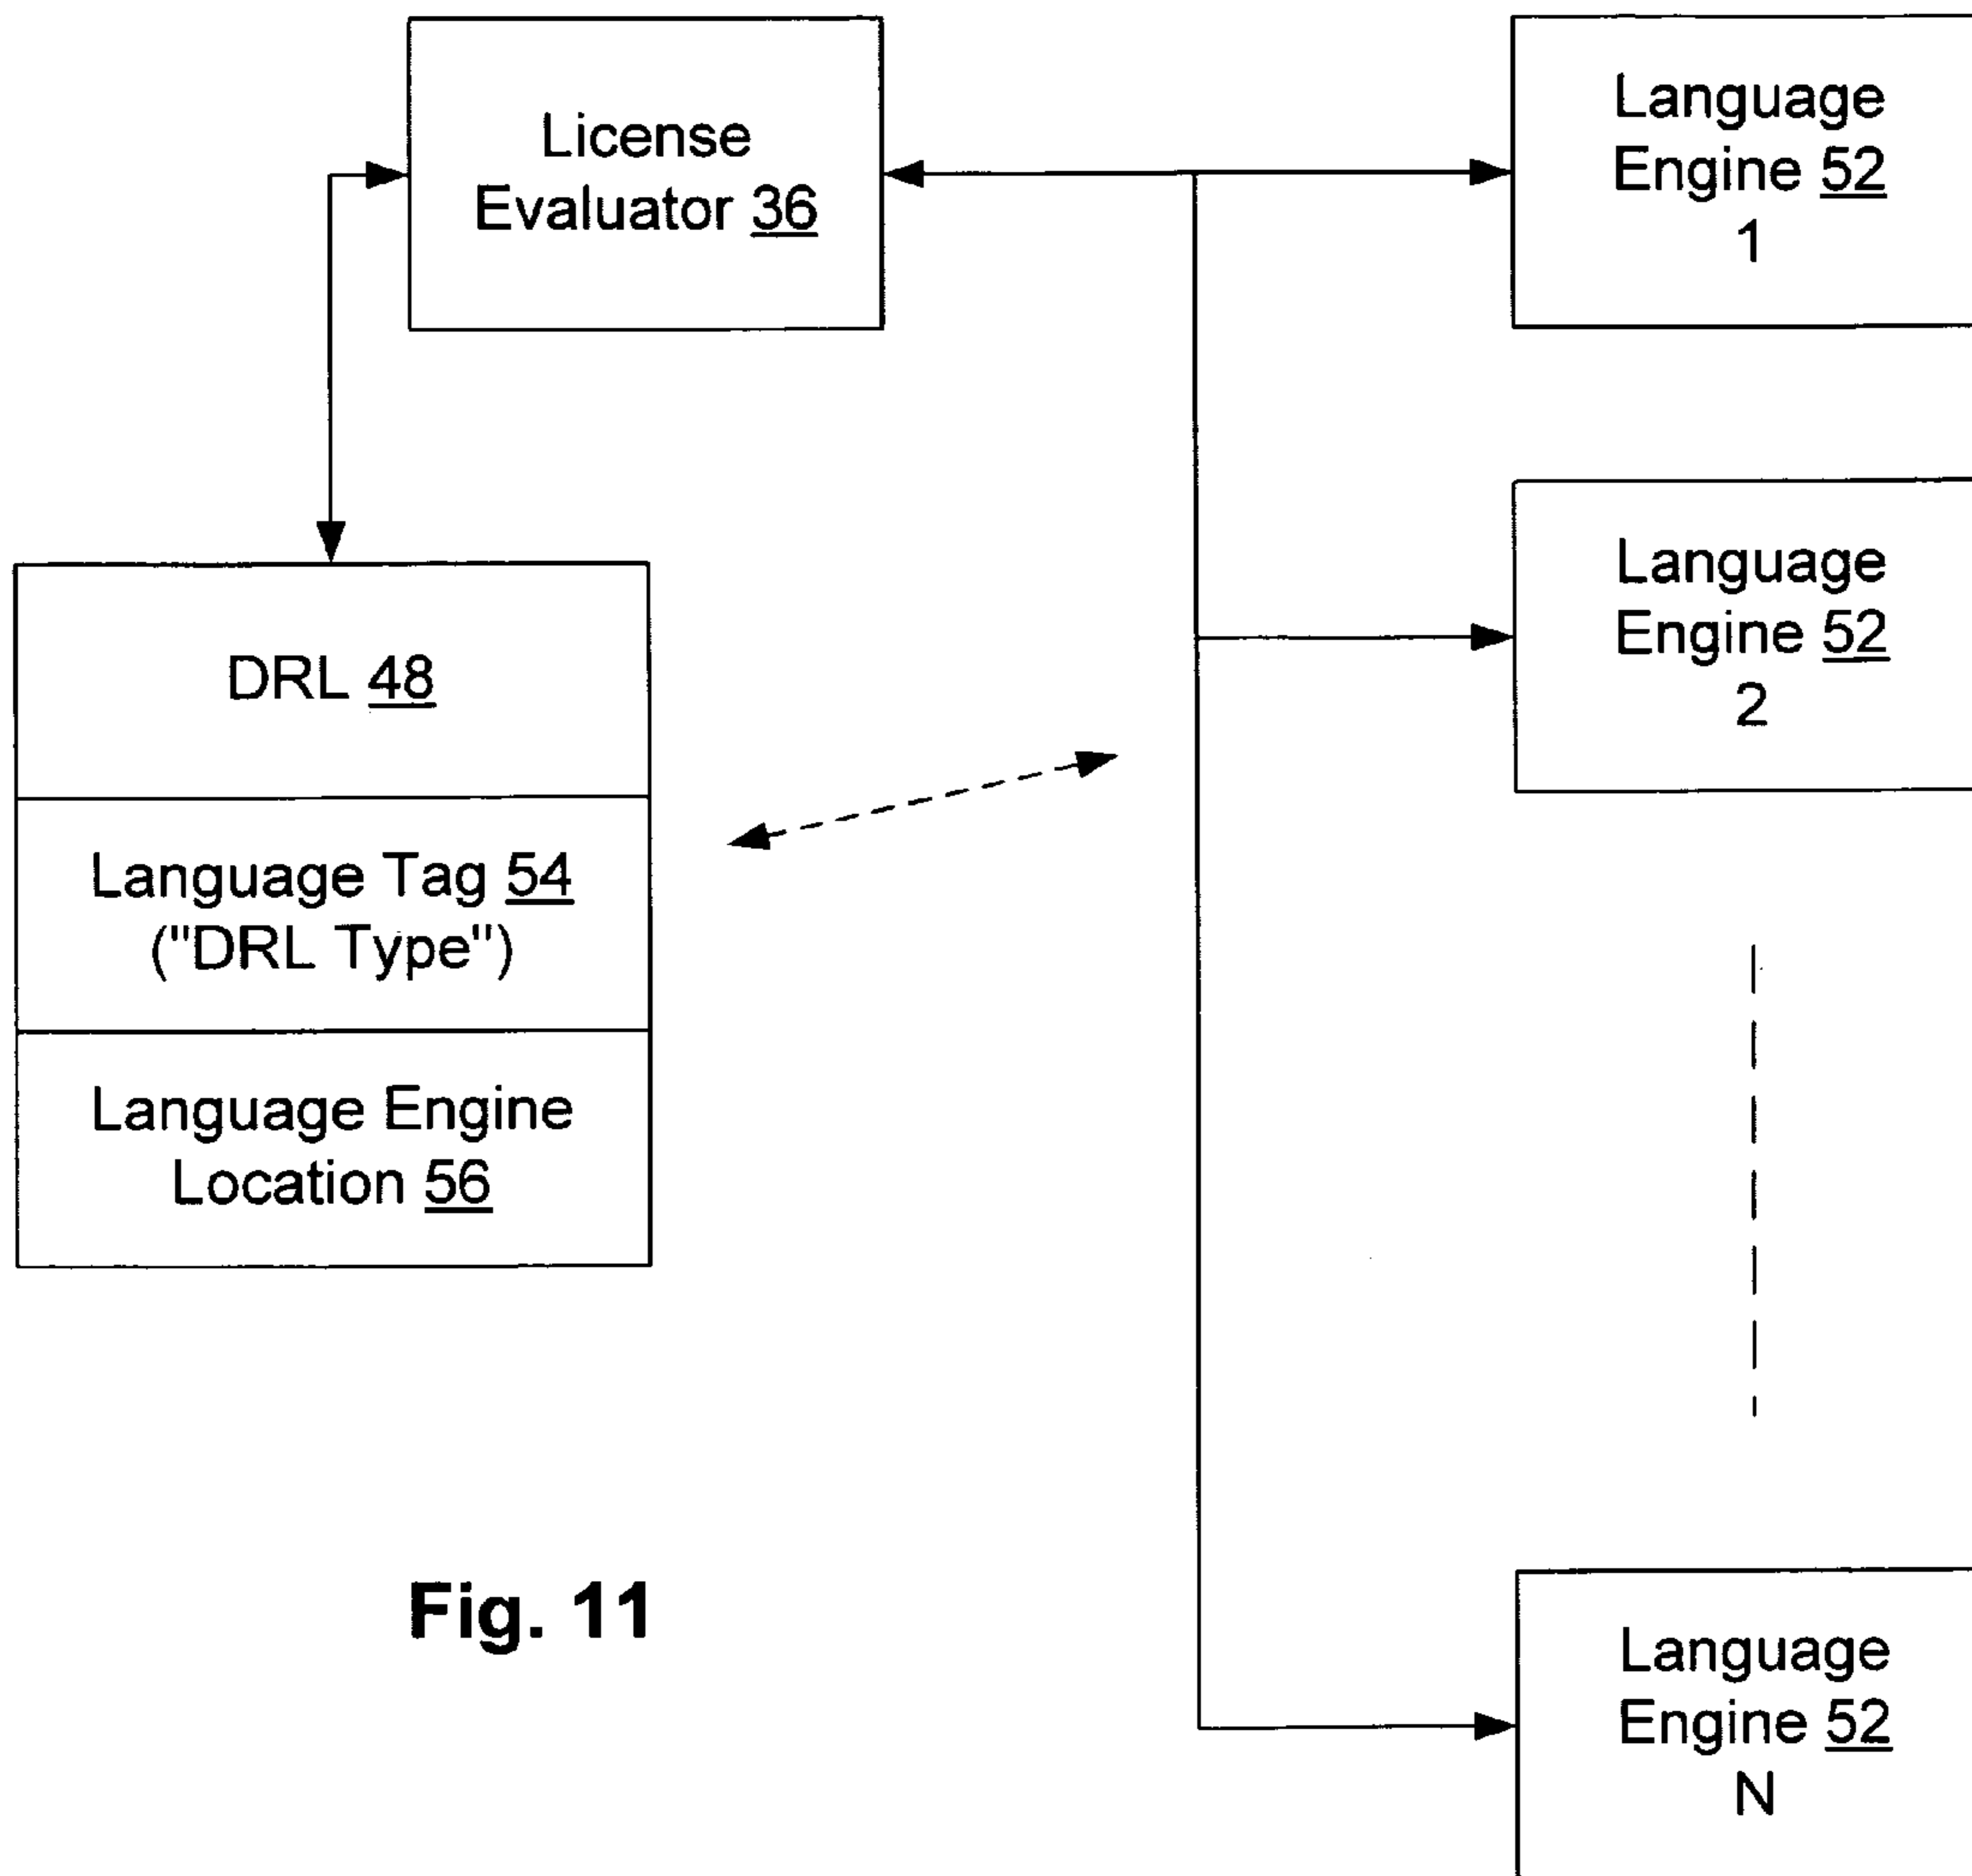 License
Evaluator 36
Language
Engine 52
1
Language
Engine 52
2
DRL 48
Language Tag 54
("DRL Type")
Language Engine
Location 56
Language
Engine 52
N
Fig. 11